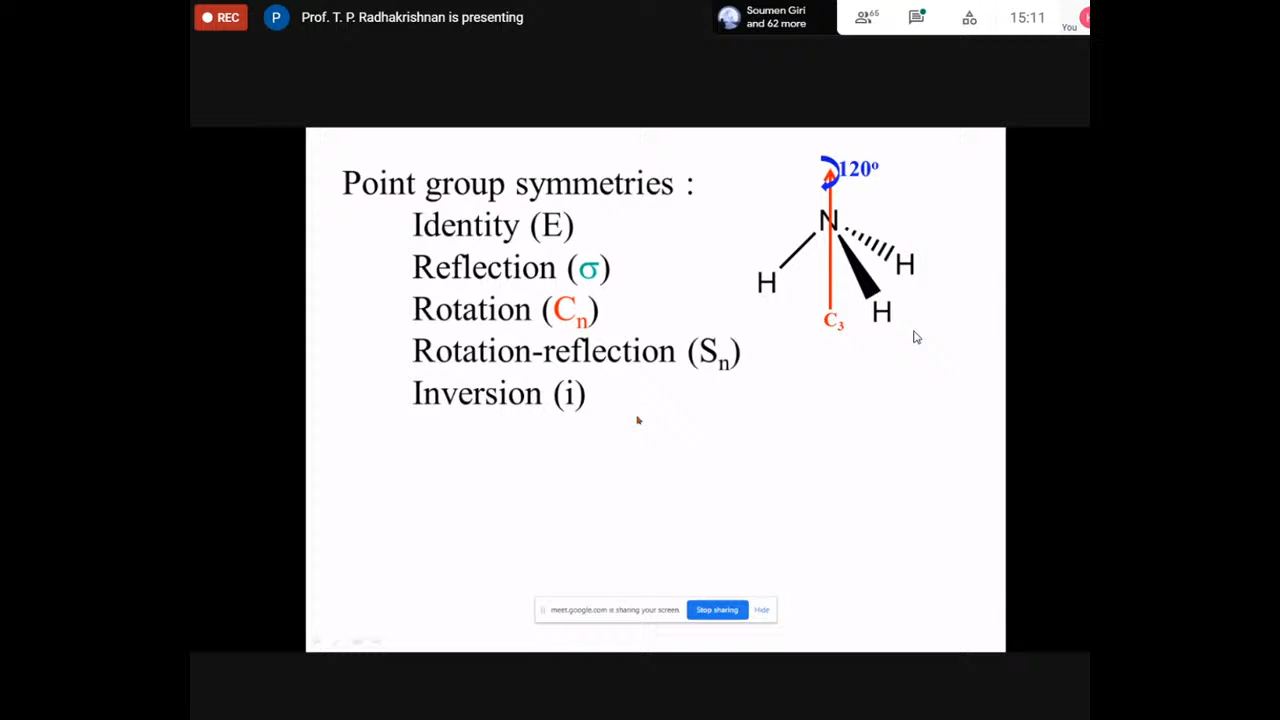 REC
P
Prof. T. P. Radhakrishnan is presenting
Soumen Giri
and 62 more
65
15:11
You
Point group symmetries :
Identity (E)
Reflection (σ)
Rotation (Cn)
Rotation-reflection (Sn)
Inversion (i)
120o
N
H
H
H
C3
meet.google.com is sharing your screen.
Stop sharing
Hide